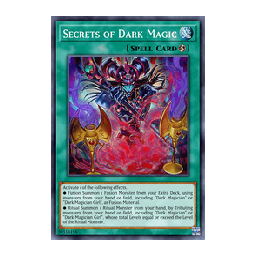 Secrets of Dark Magic
Spell Card
Activate 1 of the following effects.
● Fusion Summon 1 Fusion Monster from your Extra Deck, using
monsters from your hand or field, including "Dark Magician" or
"Dark Magician Girl", as Fusion Material.
● Ritual Summon 1 Ritual Monster from your hand, by Tributing
monsters from your hand or field, including "Dark Magician" or
"Dark Magician Girl", whose total Levels equal or exceed the Level
of the Ritual Monster.